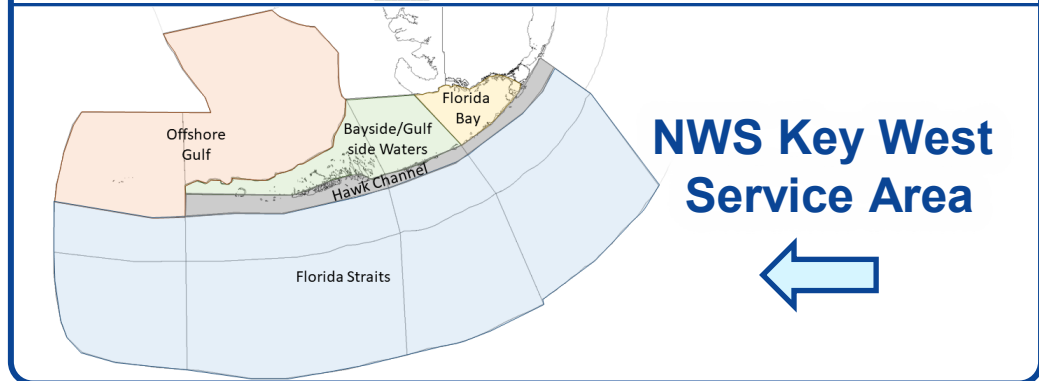 Offshore
Gulf
Bayside/Gulf
side Waters
Florida
Bay
Hawk Channel
Florida Straits
NWS Key West
Service Area